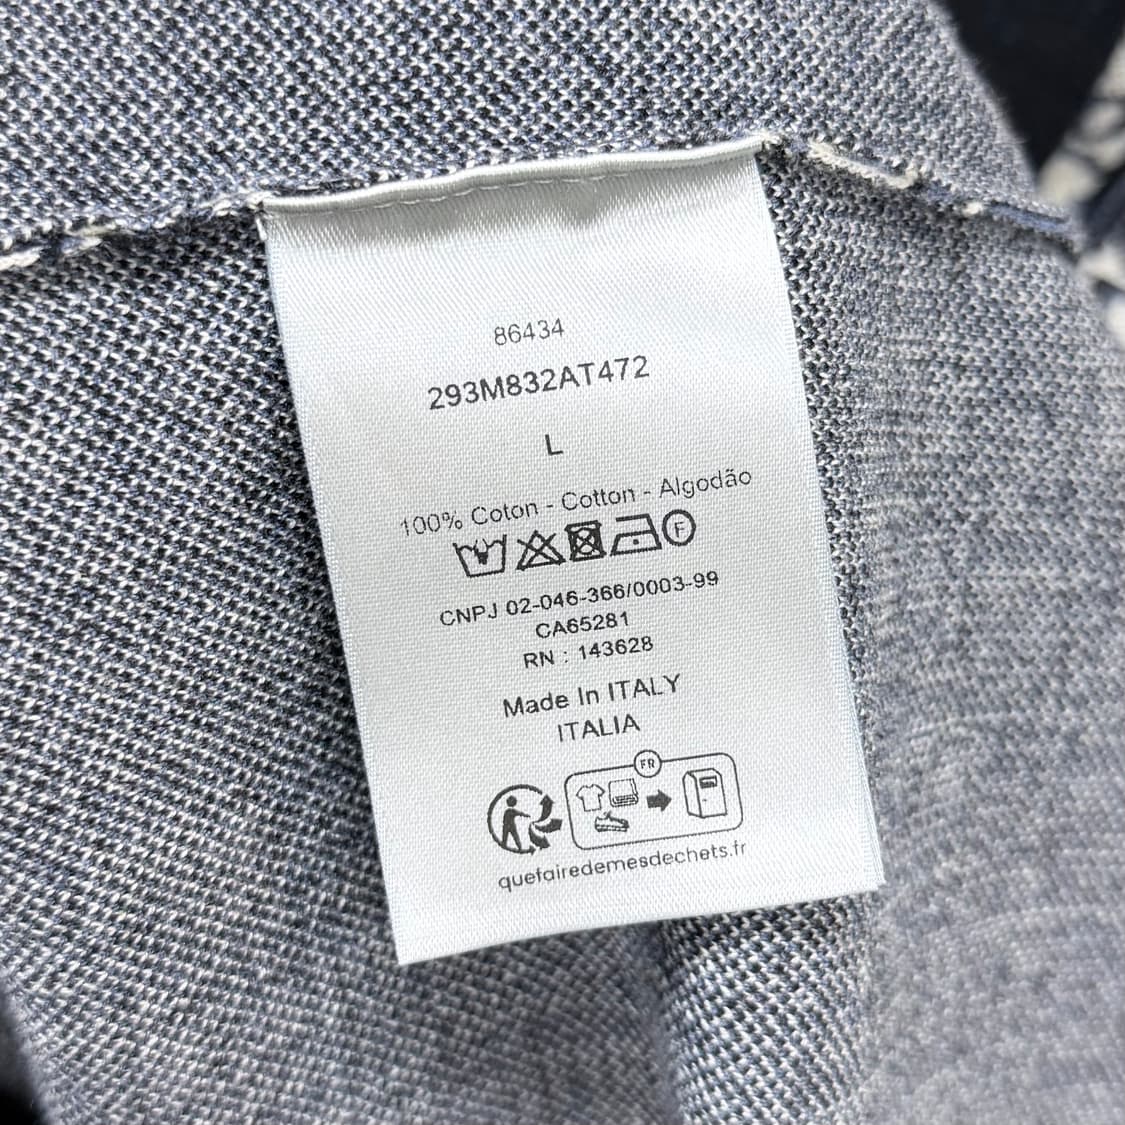 86434
293M832AT472
L
100% Coton - Cotton - Algodão
F
CNPJ 02-046-366/0003-99
CA65281
RN : 143628
Made In ITALY
ITALIA
FR
quefairedemesdechets.fr